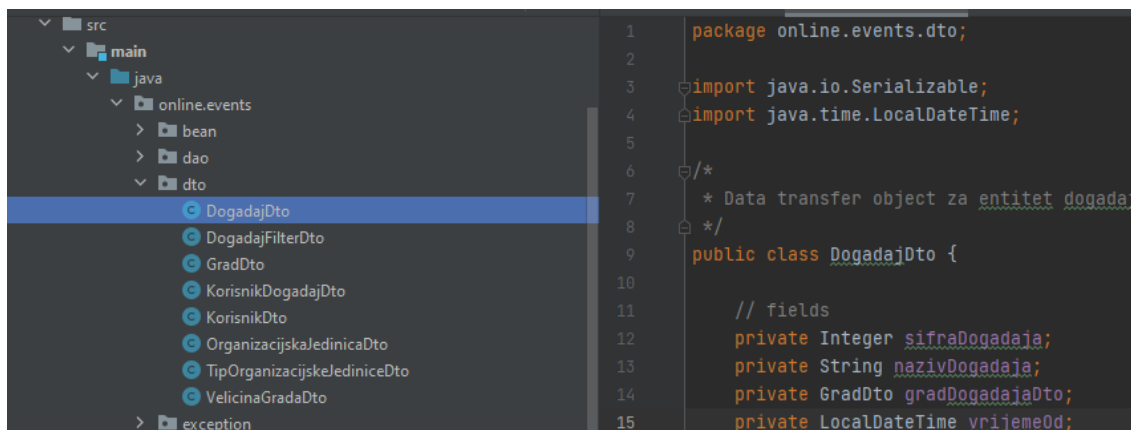 src
main
java
online.events
bean
dao
dto
DogadajDto
DogadajFilterDto
GradDto
KorisnikDogadajDto
KorisnikDto
OrganizacijskaJedinicaDto
TipOrganizacijskeJediniceDto
VelicinaGradaDto
exception
1 package online.events.dto;
2
3 import java.io.Serializable;
4 import java.time.LocalDateTime;
5
6 /*
7 * Data transfer object za entitet dogadaj
8 */
9 public class DogadajDto {
10
11 // fields
12 private Integer sifraDogadaja;
13 private String nazivDogadaja;
14 private GradDto gradDogadajaDto;
15 private LocalDateTime vrijemeOd;